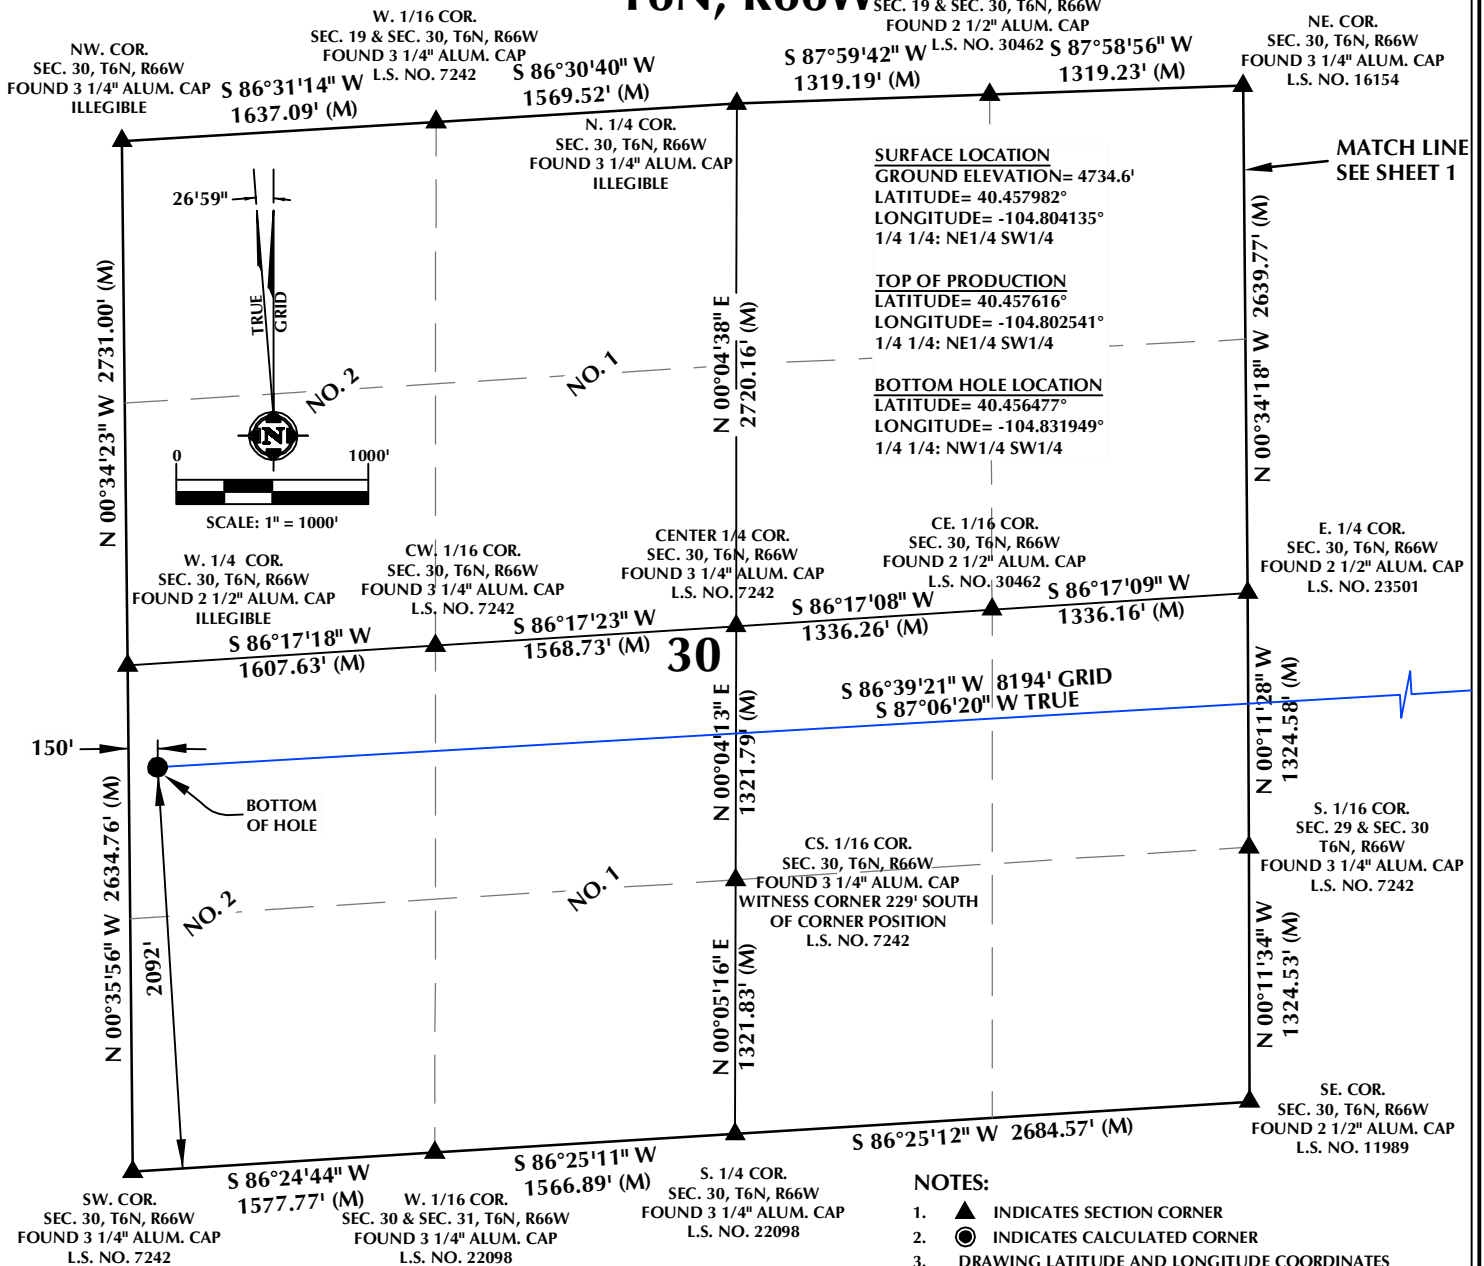 T6N, R66W
W. 1/16 COR.
SEC. 19 & SEC. 30, T6N, R66W
FOUND 3 1/4" ALUM. CAP
L.S. NO. 7242
SEC. 19 & SEC. 30, T6N, R66W
FOUND 2 1/2" ALUM. CAP
L.S. NO. 30462
NE. COR.
SEC. 30, T6N, R66W
FOUND 3 1/4" ALUM. CAP
L.S. NO. 16154
NW. COR.
SEC. 30, T6N, R66W
FOUND 3 1/4" ALUM. CAP
ILLEGIBLE
S 86°31'14" W
1637.09' (M)
S 86°30'40" W
1569.52' (M)
S 87°59'42" W
1319.19' (M)
S 87°58'56" W
1319.23' (M)
N. 1/4 COR.
SEC. 30, T6N, R66W
FOUND 3 1/4" ALUM. CAP
ILLEGIBLE
MATCH LINE
SEE SHEET 1
SURFACE LOCATION
GROUND ELEVATION= 4734.6'
LATITUDE= 40.457982°
LONGITUDE= -104.804135°
1/4 1/4: NE1/4 SW1/4
TOP OF PRODUCTION
LATITUDE= 40.457616°
LONGITUDE= -104.802541°
1/4 1/4: NE1/4 SW1/4
BOTTOM HOLE LOCATION
LATITUDE= 40.456477°
LONGITUDE= -104.831949°
1/4 1/4: NW1/4 SW1/4
26'59"
TRUE
GRID
N
NO. 2
NO. 1
N 00°34'23" W 2731.00' (M)
N 00°04'38" E
2720.16' (M)
N 00°34'18" W 2639.77' (M)
0 1000'
SCALE: 1" = 1000'
W. 1/4 COR.
SEC. 30, T6N, R66W
FOUND 2 1/2" ALUM. CAP
ILLEGIBLE
CW. 1/16 COR.
SEC. 30, T6N, R66W
FOUND 3 1/4" ALUM. CAP
L.S. NO. 7242
CENTER 1/4 COR.
SEC. 30, T6N, R66W
FOUND 3 1/4" ALUM. CAP
L.S. NO. 7242
CE. 1/16 COR.
SEC. 30, T6N, R66W
FOUND 2 1/2" ALUM. CAP
L.S. NO. 30462
E. 1/4 COR.
SEC. 30, T6N, R66W
FOUND 2 1/2" ALUM. CAP
L.S. NO. 23501
S 86°17'18" W
1607.63' (M)
S 86°17'23" W
1568.73' (M)
S 86°17'08" W
1336.26' (M)
S 86°17'09" W
1336.16' (M)
30
S 86°39'21" W 8194' GRID
S 87°06'20" W TRUE
150'
BOTTOM
OF HOLE
N 00°35'56" W 2634.76' (M)
2092'
N 00°04'13" E
1321.79' (M)
N 00°11'28" W
1324.58' (M)
NO. 2
NO. 1
CS. 1/16 COR.
SEC. 30, T6N, R66W
FOUND 3 1/4" ALUM. CAP
WITNESS CORNER 229' SOUTH
OF CORNER POSITION
L.S. NO. 7242
S. 1/16 COR.
SEC. 29 & SEC. 30
T6N, R66W
FOUND 3 1/4" ALUM. CAP
L.S. NO. 7242
N 00°05'16" E
1321.83' (M)
N 00°11'34" W
1324.53' (M)
SE. COR.
SEC. 30, T6N, R66W
FOUND 2 1/2" ALUM. CAP
L.S. NO. 11989
S 86°24'44" W
1577.77' (M)
S 86°25'11" W
1566.89' (M)
S 86°25'12" W 2684.57' (M)
SW. COR.
SEC. 30, T6N, R66W
FOUND 3 1/4" ALUM. CAP
L.S. NO. 7242
W. 1/16 COR.
SEC. 30 & SEC. 31, T6N, R66W
FOUND 3 1/4" ALUM. CAP
L.S. NO. 22098
S. 1/4 COR.
SEC. 30, T6N, R66W
FOUND 3 1/4" ALUM. CAP
L.S. NO. 22098
NOTES:
1. INDICATES SECTION CORNER
2. INDICATES CALCULATED CORNER
3. DRAWING LATITUDE AND LONGITUDE COORDINATES